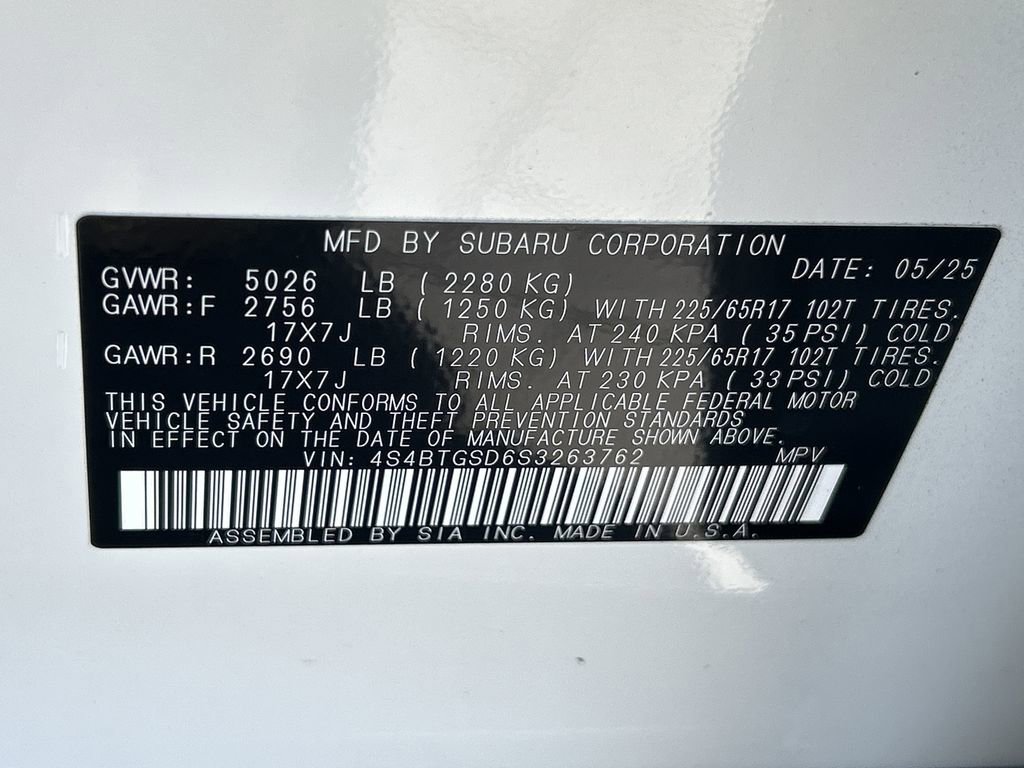 MFD BY SUBARU CORPORATION
DATE: 05/25
GVWR: 5026 LB ( 2280 KG)
GAWR:F 2756 LB ( 1250 KG) WITH 225/65R17 102T TIRES.
17X7J RIMS. AT 240 KPA ( 35 PSI) COLD
GAWR:R 2690 LB ( 1220 KG) WITH 225/65R17 102T TIRES.
17X7J RIMS. AT 230 KPA ( 33 PSI) COLD
THIS VEHICLE CONFORMS TO ALL APPLICABLE FEDERAL MOTOR
VEHICLE SAFETY AND THEFT PREVENTION STANDARDS
IN EFFECT ON THE DATE OF MANUFACTURE SHOWN ABOVE.
VIN: 4S4BTGSD6S3263762 MPV
ASSEMBLED BY SIA INC. MADE IN U.S.A.